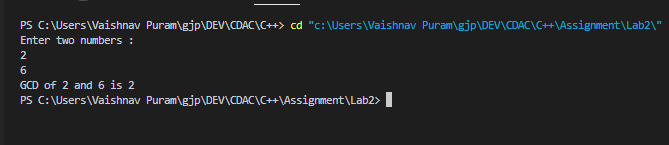 PS C:\Users\Vaishnav Puram\gjp\DEV\CDAC\C++> cd "c:\Users\Vaishnav Puram\gjp\DEV\CDAC\C++\Assignment\Lab2\"
Enter two numbers :
2
6
GCD of 2 and 6 is 2
PS C:\Users\Vaishnav Puram\gjp\DEV\CDAC\C++\Assignment\Lab2>